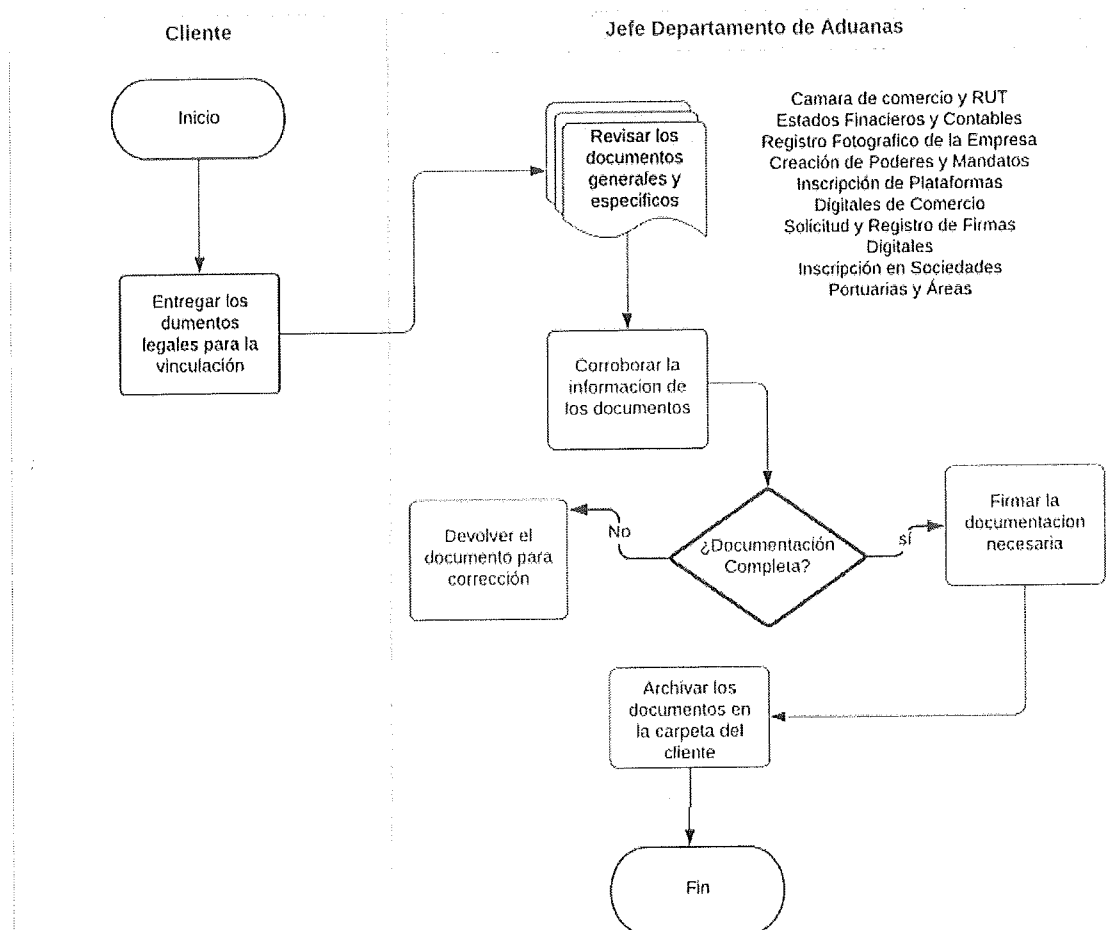 Cliente
Jefe Departamento de Aduanas
Inicio
Entregar los
dumentos
legales para la
vinculación
Revisar los
documentos
generales y
específicos
Camara de comercio y RUT
Estados Finacieros y Contables
Registro Fotografico de la Empresa
Creación de Poderes y Mandatos
Inscripción de Plataformas
Digitales de Comercio
Solicitud y Registro de Firmas
Digitales
Inscripción en Sociedades
Portuarias y Áreas
Corroborar la
informacion de
los documentos
¿Documentación
Completa?
No
Devolver el
documento para
corrección
sí
Firmar la
documentacion
necesaria
Archivar los
documentos en
la carpeta del
cliente
Fin